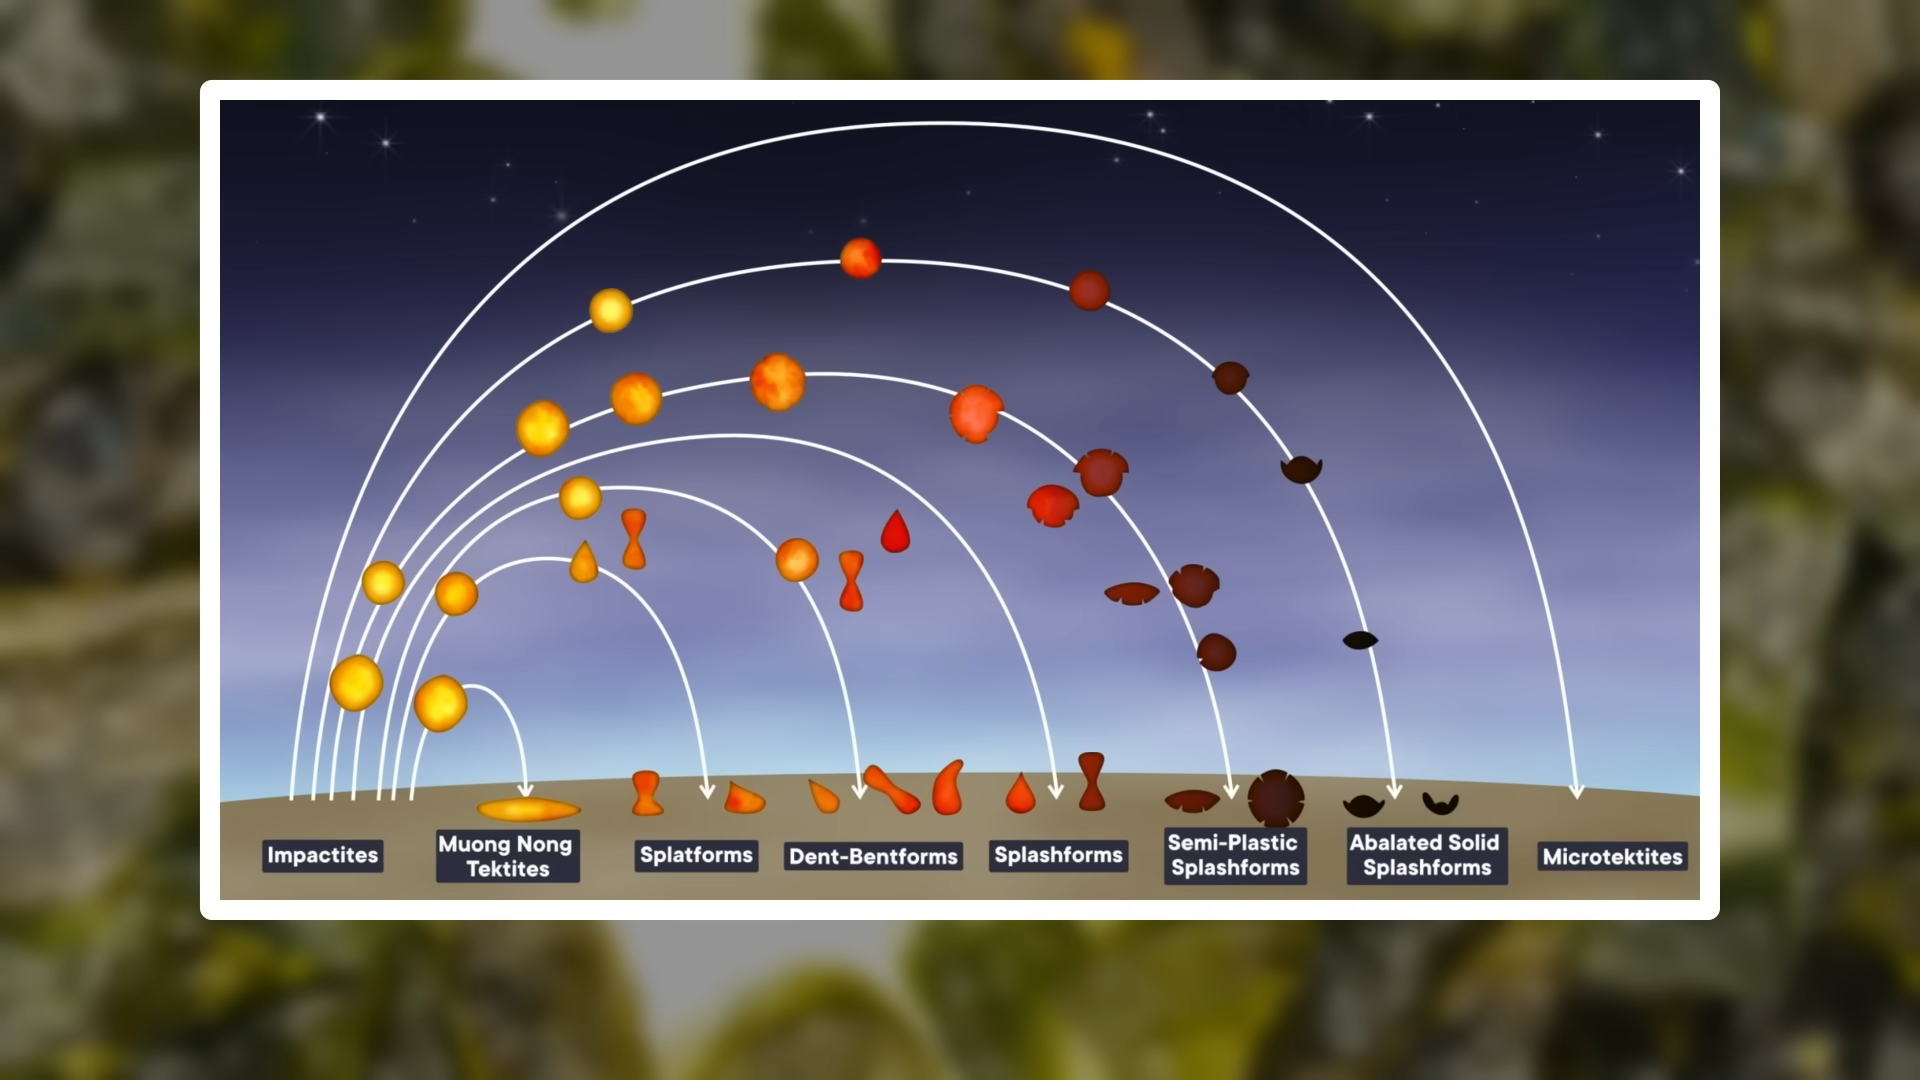 Impactites
Muong Nong
Tektites
Splatforms
Dent-Bentforms
Splashforms
Semi-Plastic
Splashforms
Abalated Solid
Splashforms
Microtektites